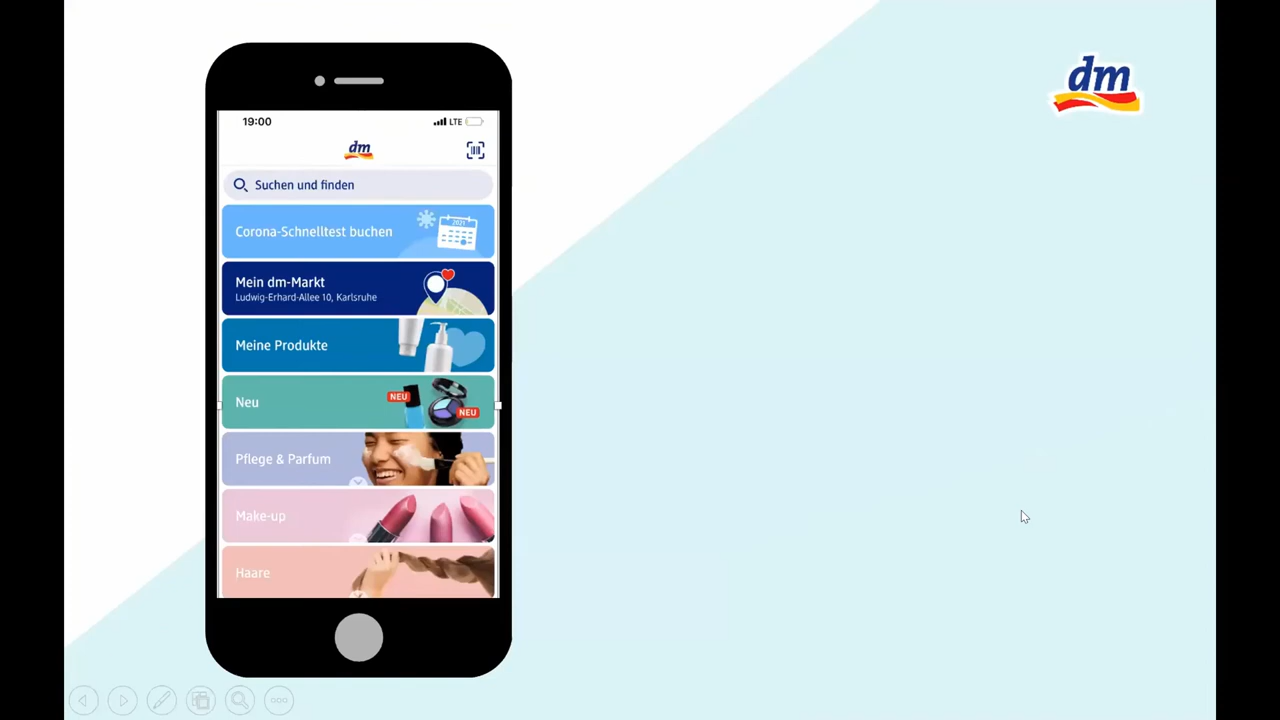 19:00
LTE
dm
dm
Suchen und finden
Corona-Schnelltest buchen
2021
Mein dm-Markt
Ludwig-Erhard-Allee 10, Karlsruhe
Meine Produkte
Neu
NEU
NEU
Pflege & Parfum
Make-up
Haare